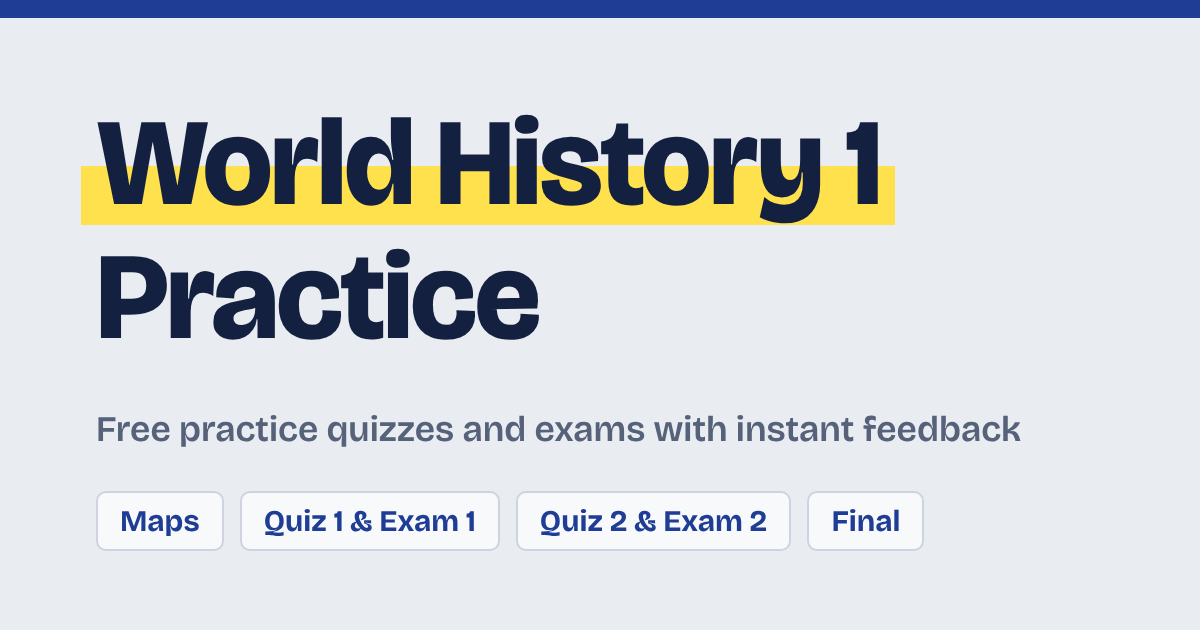 World History 1
Practice
Free practice quizzes and exams with instant feedback
Maps
Quiz 1 & Exam 1
Quiz 2 & Exam 2
Final